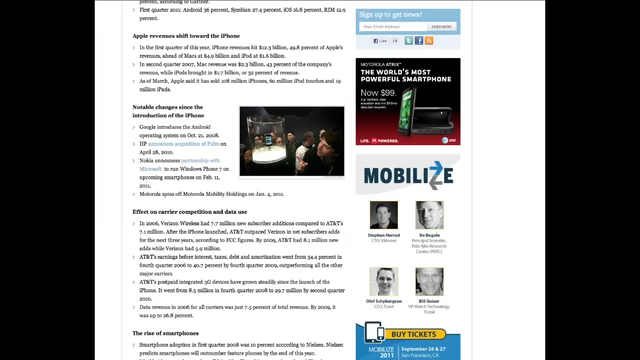 percent, according to Gartner.
First quarter 2011: Android 36 percent, Symbian 27.4 percent, iOS 16.8 percent, RIM 12.9
percent.
Apple revenues shift toward the iPhone
In the first quarter of this year, iPhone revenues hit $12.3 billion, 49.8 percent of Apple's
revenues, ahead of Macs at $4.9 billion and iPod at $1.6 billion.
In second quarter 2007, Mac revenue was $2.3 billion, 43 percent of the company's
revenue, while iPods brought in $1.7 billion, or 32 percent of revenue.
As of March, Apple said it has sold 108 million iPhones, 60 million iPod touches and 19
million iPads.
Notable changes since the
introduction of the iPhone
Google introduces the Android
operating system on Oct. 21, 2008.
HP announces acquisition of Palm on
April 28, 2010.
Nokia announces partnership with
Microsoft to run Windows Phone 7 on
upcoming smartphones on Feb. 11,
2011.
Motorola spins off Motorola Mobility Holdings on Jan. 4, 2011.
Effect on carrier competition and data use
In 2006, Verizon Wireless had 7.7 million new subscriber additions compared to AT&T's
7.1 million. After the iPhone launched, AT&T outpaced Verizon in net subscribers adds
for the next three years, according to FCC figures. By 2009, AT&T had 8.1 million new
adds while Verizon had 5.9 million.
AT&T's earnings before interest, taxes, debt and amortization went from 34.4 percent in
fourth quarter 2006 to 40.7 percent by fourth quarter 2009, outperforming all the other
major carriers.
AT&T's postpaid integrated 3G devices have grown steadily since the launch of the
iPhone. It went from 8.5 million in fourth quarter 2008 to 29.7 million by second quarter
2010.
Data revenue in 2006 for all carriers was just 7.5 percent of total revenue. By 2009, it
was up to 26.8 percent.
The rise of smartphones
Smartphone adoption in first quarter 2008 was 10 percent according to Nielsen. Nielsen
predicts smartphones will outnumber feature phones by the end of this year.
Sign up to get news!
Your Email Address
SUBSCRIBE
Like
MOTOROLA ATRIX™
THE WORLD'S MOST
POWERFUL SMARTPHONE
Now $99.
LIFE. POWERED.
at&t
MOBILIZE
Stephen Herrod
CTO, VMware
Bo Begole
Principal Scientist,
Palo Alto Research
Center (PARC)
Olof Schybergson
CEO, Fjord
Bill Geiser
VP Watch Technology,
Fossil
BUY TICKETS
MOBILIZE
2011
September 26 & 27
San Francisco, CA